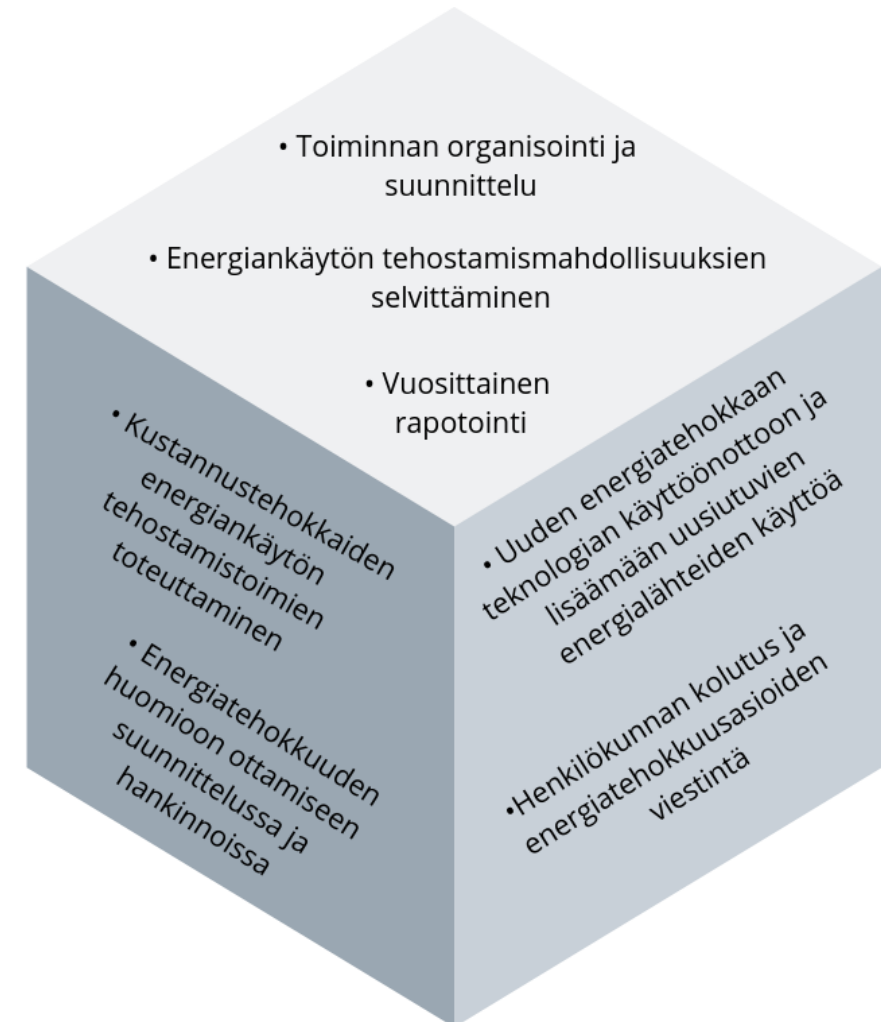 • Toiminnan organisointi ja
suunnittelu
• Energiankäytön tehostamismahdollisuuksien
selvittäminen
• Vuosittainen
rapotointi
• Kustannustehokkaiden
energiankäytön
tehostamistoimien
toteuttaminen
• Energiatehokkuuden
huomioon ottamiseen
suunnittelussa ja
hankinnoissa
• Uuden energiatehokkaan
teknologian käyttöönottoon ja
lisäämään uusiutuvien
energialähteiden käyttöä
•Henkilökunnan kolutus ja
energiatehokkuusasioiden
viestintä